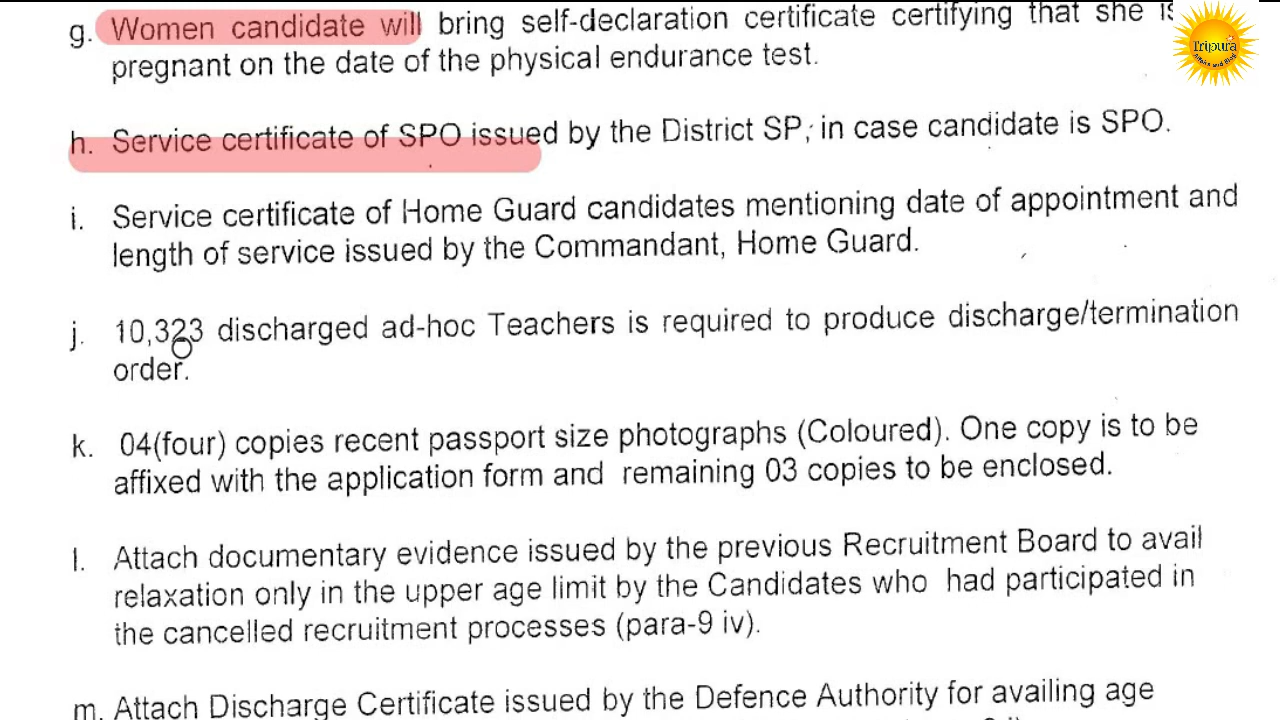 g. Women candidate will bring self-declaration certificate certifying that she is
pregnant on the date of the physical endurance test.
h. Service certificate of SPO issued by the District SP, in case candidate is SPO.
i. Service certificate of Home Guard candidates mentioning date of appointment and
length of service issued by the Commandant, Home Guard.
j. 10,323 discharged ad-hoc Teachers is required to produce discharge/termination
order.
k. 04(four) copies recent passport size photographs (Coloured). One copy is to be
affixed with the application form and remaining 03 copies to be enclosed.
l. Attach documentary evidence issued by the previous Recruitment Board to avail
relaxation only in the upper age limit by the Candidates who had participated in
the cancelled recruitment processes (para-9 iv).
m. Attach Discharge Certificate issued by the Defence Authority for availing age
Tripura